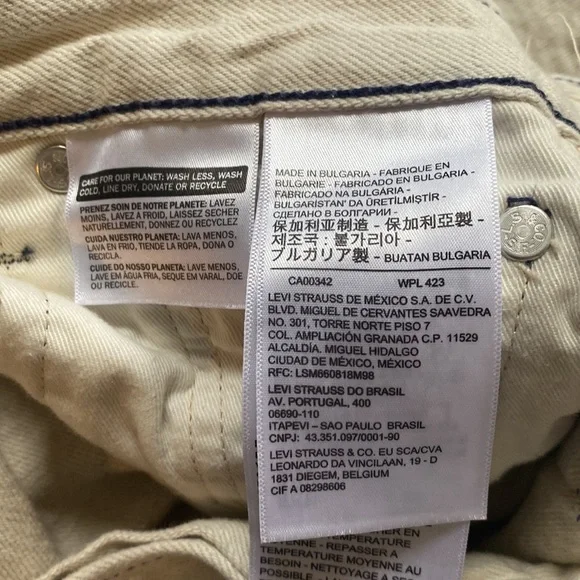 CARE FOR OUR PLANET: WASH LESS, WASH
COLD, LINE DRY, DONATE OR RECYCLE
PRENEZ SOIN DE NOTRE PLANETE: LAVEZ
MOINS, LAVEZ A FROID, LAISSEZ SECHER
NATURELLEMENT, DONNEZ OU RECYCLEZ.
CUIDA NUESTRO PLANETA: LAVA MENOS,
LAVA EN FRIO, TIENDE LA ROPA, DONA O
RECICLA.
CUIDE DO NOSSO PLANETA: LAVE MENOS,
LAVE EM ÁGUA FRIA, SEQUE EM VARAL, DOE
OU RECICLE.
MADE IN BULGARIA - FABRIQUE EN
BULGARIE - FABRICADO EN BULGARIA -
FABRICADO NA BULGÁRIA -
BULGARİSTAN' DA ÜRETİLMİŞTİR -
СДЕЛАНО В БОЛГАРИИ -
保加利亚制造 - 保加利亞製 -
제조국 : 불가리아 -
ブルガリア製 - BUATAN BULGARIA
CA00342 WPL 423
LEVI STRAUSS DE MÉXICO S.A. DE C.V.
BLVD. MIGUEL DE CERVANTES SAAVEDRA
NO. 301, TORRE NORTE PISO 7
COL. AMPLIACIÓN GRANADA C.P. 11529
ALCALDÍA. MIGUEL HIDALGO
CIUDAD DE MÉXICO, MÉXICO
RFC: LSM660818M98
LEVI STRAUSS DO BRASIL
AV. PORTUGAL, 400
06690-110
ITAPEVI – SAO PAULO BRASIL
CNPJ: 43.351.097/0001-90
LEVI STRAUSS & CO. EU SCA/CVA
LEONARDO DA VINCILAAN, 19 - D
1831 DIEGEM, BELGIUM
CIF A 08298606
TEMPERATURE
- REPASSER A
TEMPERATURE MOYENNE AU
BESOIN - NETTOYAGE A SEC